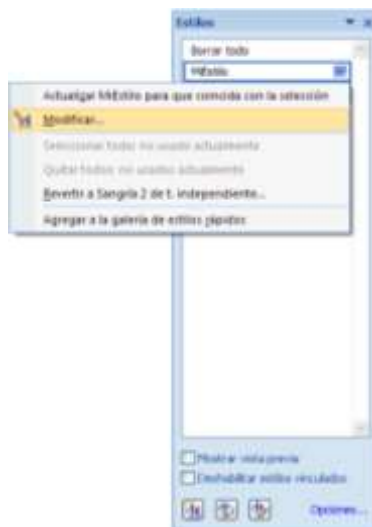 Estilos
Borrar todo
MiEstilo
Actualizar MiEstilo para que coincida con la selección
Modificar...
Seleccionar todo: no usado actualmente
Quitar todos: no usados actualmente
Revertir a Sangría 2 de t. independiente...
Agregar a la galería de estilos rápidos
Mostrar vista previa
Deshabilitar estilos vinculados
Opciones...